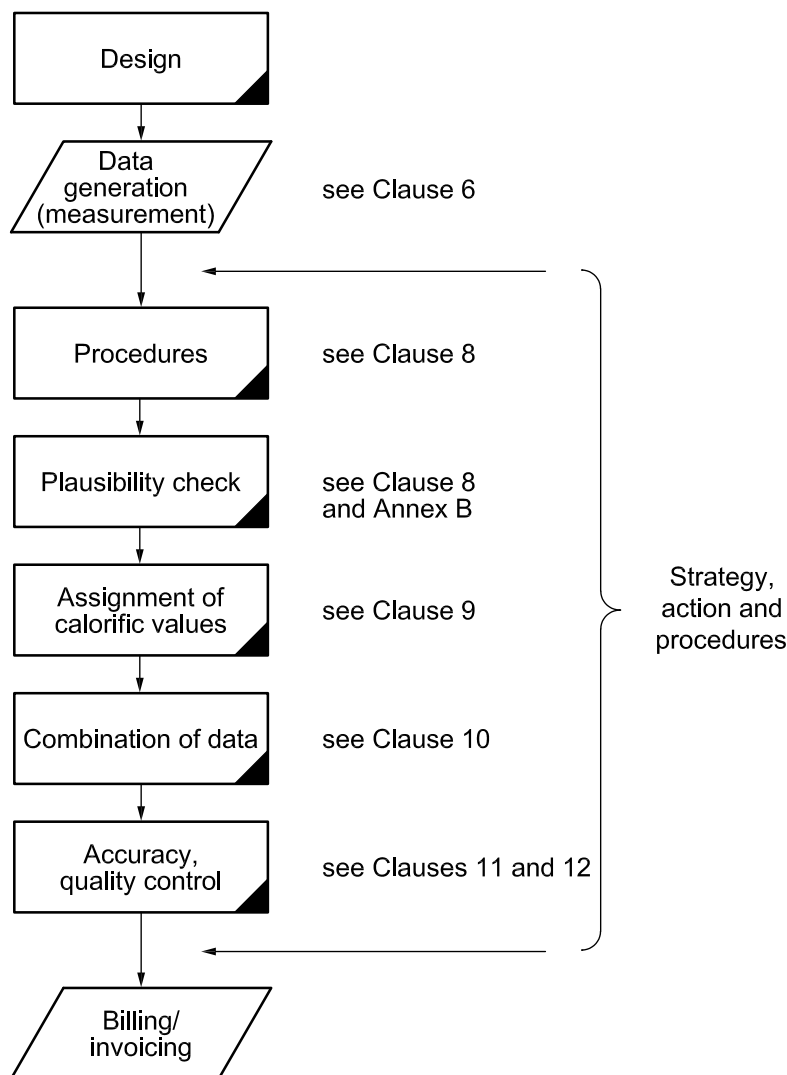 Design
Data
generation
(measurement)
see Clause 6
Procedures
see Clause 8
Plausibility check
see Clause 8
and Annex B
Assignment of
calorific values
see Clause 9
Strategy,
action and
procedures
Combination of data
see Clause 10
Accuracy,
quality control
see Clauses 11 and 12
Billing/
invoicing